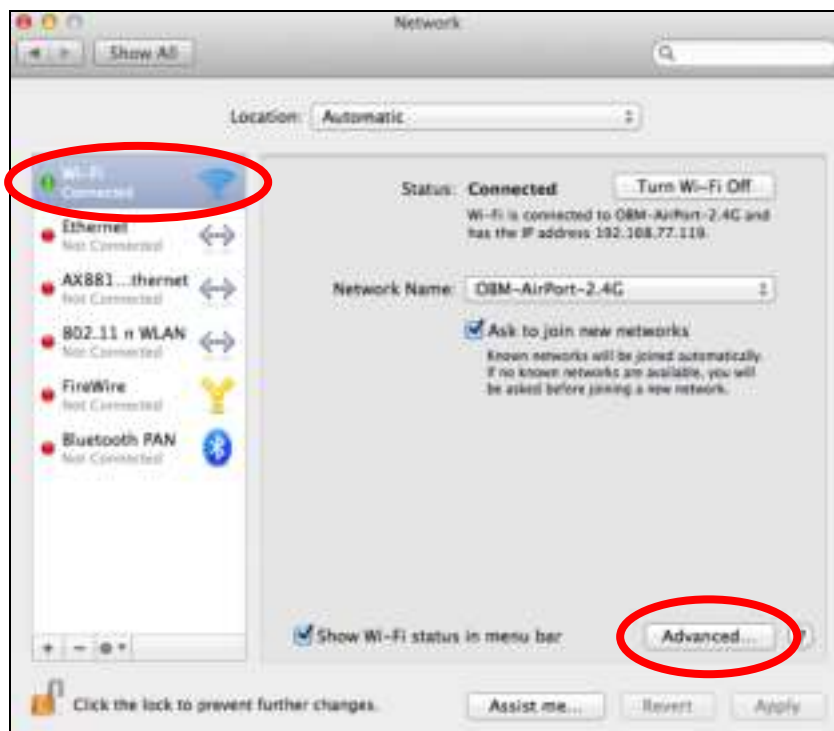 Network
Show All
Location: Automatic
Wi-Fi
Connected
Ethernet
Not Connected
AX881...thernet
Not Connected
802.11 n WLAN
Not Connected
FireWire
Not Connected
Bluetooth PAN
Not Connected
Status: Connected
Turn Wi-Fi Off
Wi-Fi is connected to OBM-AirPort-2.4G and
has the IP address 192.168.77.119.
Network Name: OBM-AirPort-2.4G
Ask to join new networks
Known networks will be joined automatically.
If no known networks are available, you will
be asked before joining a new network.
Show Wi-Fi status in menu bar
Advanced...
?
Click the lock to prevent further changes.
Assist me...
Revert
Apply